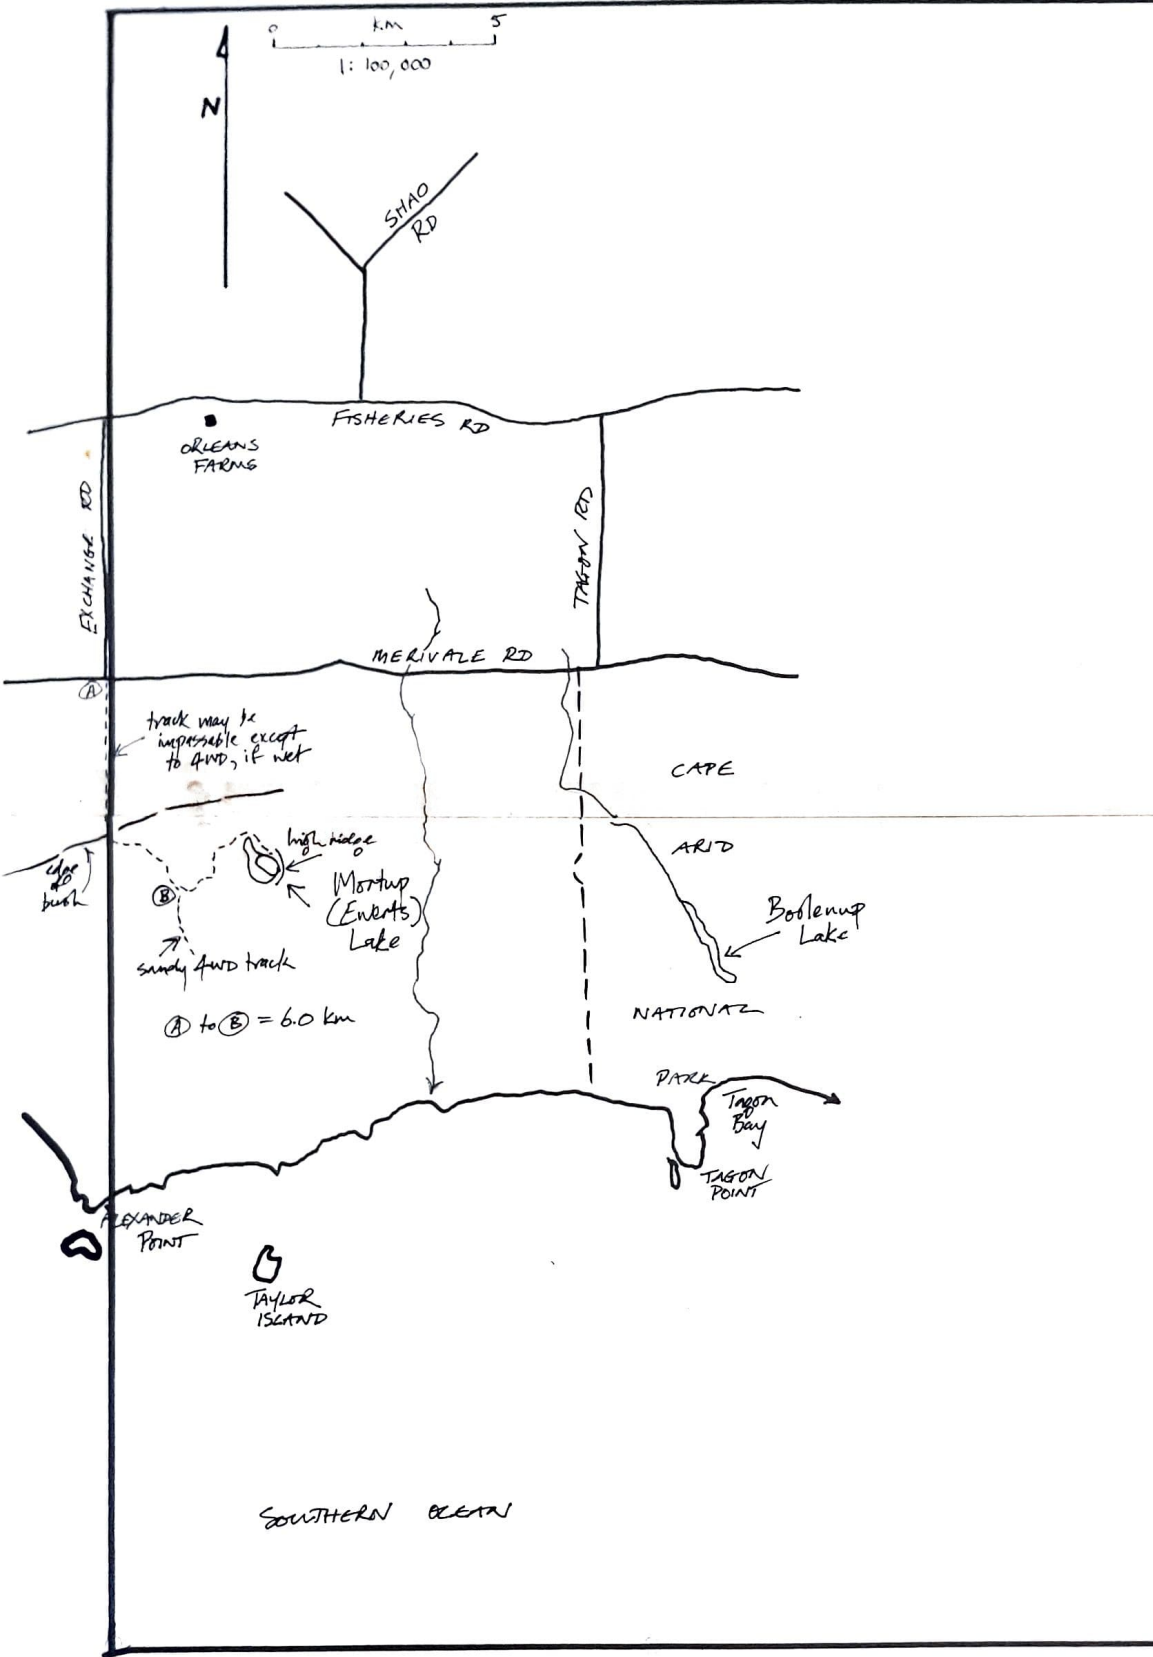 0 km 5
1: 100,000
N
SHAO
RD
FISHERIES RD
ORLEANS
FARMS
EXCHANGE RD
TAGON RD
MERIVALE RD
A
track may be
impassable except
to 4WD, if wet
CAPE
ARID
high ridge
edge
of
bush
B
Mortup
(Ewerts)
Lake
Boolenup
Lake
sandy 4WD track
A to B = 6.0 km
NATIONAL
PARK
Tagon
Bay
TAGON
POINT
ALEXANDER
POINT
TAYLOR
ISLAND
SOUTHERN OCEAN